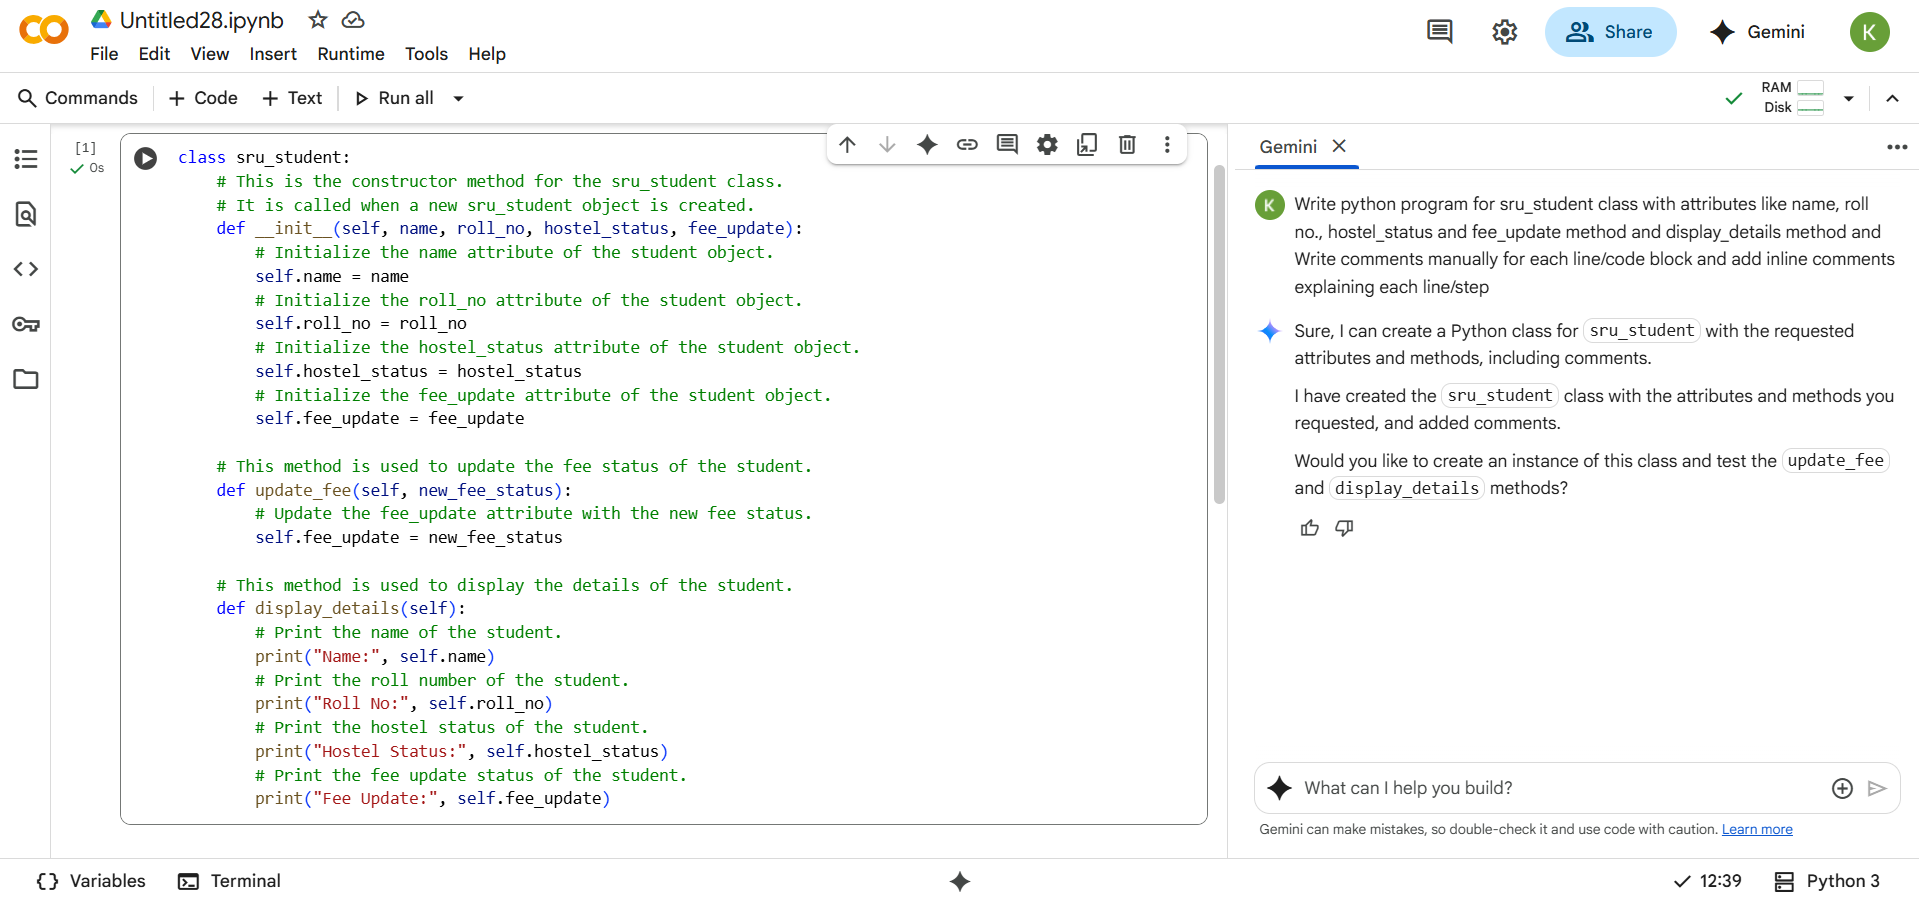 Untitled28.ipynb
File Edit View Insert Runtime Tools Help
Share
Gemini
K
Commands
+ Code
+ Text
Run all
RAM
Disk
[1]
0s
class sru_student:
    # This is the constructor method for the sru_student class.
    # It is called when a new sru_student object is created.
    def __init__(self, name, roll_no, hostel_status, fee_update):
        # Initialize the name attribute of the student object.
        self.name = name
        # Initialize the roll_no attribute of the student object.
        self.roll_no = roll_no
        # Initialize the hostel_status attribute of the student object.
        self.hostel_status = hostel_status
        # Initialize the fee_update attribute of the student object.
        self.fee_update = fee_update
    # This method is used to update the fee status of the student.
    def update_fee(self, new_fee_status):
        # Update the fee_update attribute with the new fee status.
        self.fee_update = new_fee_status
    # This method is used to display the details of the student.
    def display_details(self):
        # Print the name of the student.
        print("Name:", self.name)
        # Print the roll number of the student.
        print("Roll No:", self.roll_no)
        # Print the hostel status of the student.
        print("Hostel Status:", self.hostel_status)
        # Print the fee update status of the student.
        print("Fee Update:", self.fee_update)
Gemini
K
Write python program for sru_student class with attributes like name, roll
no., hostel_status and fee_update method and display_details method and
Write comments manually for each line/code block and add inline comments
explaining each line/step
Sure, I can create a Python class for sru_student with the requested
attributes and methods, including comments.
I have created the sru_student class with the attributes and methods you
requested, and added comments.
Would you like to create an instance of this class and test the update_fee
and display_details methods?
What can I help you build?
Gemini can make mistakes, so double-check it and use code with caution. Learn more
Variables
Terminal
12:39
Python 3